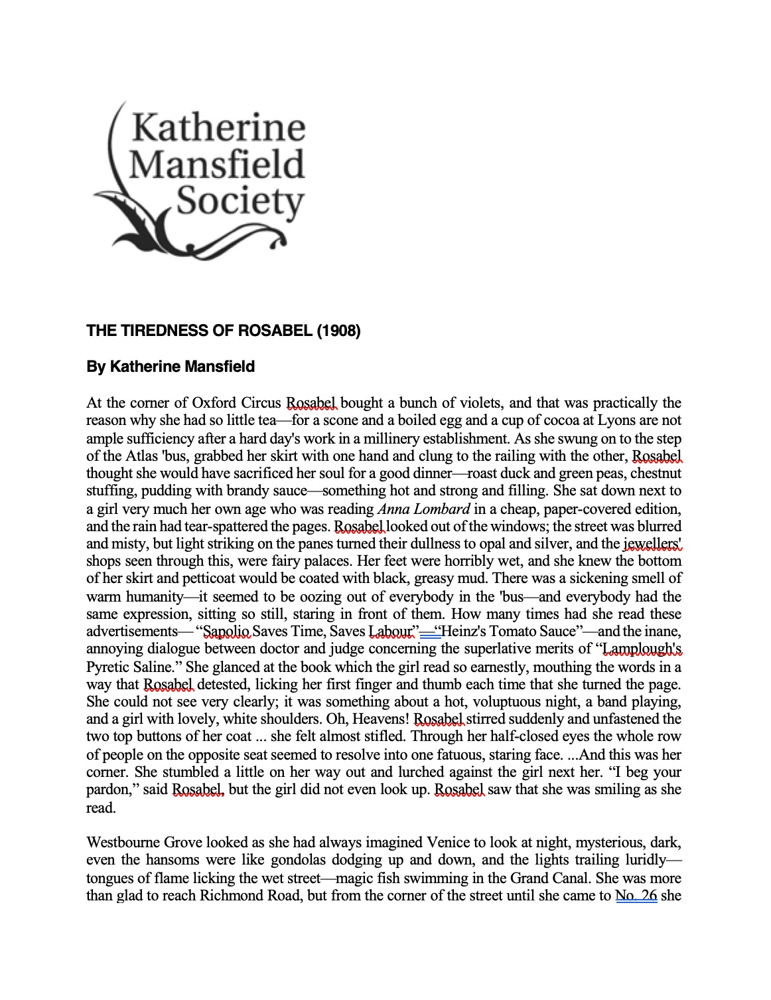 Katherine
Mansfield
Society
THE TIREDNESS OF ROSABEL (1908)
By Katherine Mansfield
At the corner of Oxford Circus Rosabel bought a bunch of violets, and that was practically the
reason why she had so little tea—for a scone and a boiled egg and a cup of cocoa at Lyons are not
ample sufficiency after a hard day's work in a millinery establishment. As she swung on to the step
of the Atlas 'bus, grabbed her skirt with one hand and clung to the railing with the other, Rosabel
thought she would have sacrificed her soul for a good dinner—roast duck and green peas, chestnut
stuffing, pudding with brandy sauce—something hot and strong and filling. She sat down next to
a girl very much her own age who was reading Anna Lombard in a cheap, paper-covered edition,
and the rain had tear-spattered the pages. Rosabel looked out of the windows; the street was blurred
and misty, but light striking on the panes turned their dullness to opal and silver, and the jewellers'
shops seen through this, were fairy palaces. Her feet were horribly wet, and she knew the bottom
of her skirt and petticoat would be coated with black, greasy mud. There was a sickening smell of
warm humanity—it seemed to be oozing out of everybody in the 'bus—and everybody had the
same expression, sitting so still, staring in front of them. How many times had she read these
advertisements—“Sapolio Saves Time, Saves Labour”—“Heinz's Tomato Sauce”—and the inane,
annoying dialogue between doctor and judge concerning the superlative merits of “Lamplough's
Pyretic Saline.” She glanced at the book which the girl read so earnestly, mouthing the words in a
way that Rosabel detested, licking her first finger and thumb each time that she turned the page.
She could not see very clearly; it was something about a hot, voluptuous night, a band playing,
and a girl with lovely, white shoulders. Oh, Heavens! Rosabel stirred suddenly and unfastened the
two top buttons of her coat ... she felt almost stifled. Through her half-closed eyes the whole row
of people on the opposite seat seemed to resolve into one fatuous, staring face. ...And this was her
corner. She stumbled a little on her way out and lurched against the girl next her. “I beg your
pardon,” said Rosabel, but the girl did not even look up. Rosabel saw that she was smiling as she
read.
Westbourne Grove looked as she had always imagined Venice to look at night, mysterious, dark,
even the hansoms were like gondolas dodging up and down, and the lights trailing luridly—
tongues of flame licking the wet street—magic fish swimming in the Grand Canal. She was more
than glad to reach Richmond Road, but from the corner of the street until she came to No. 26 she